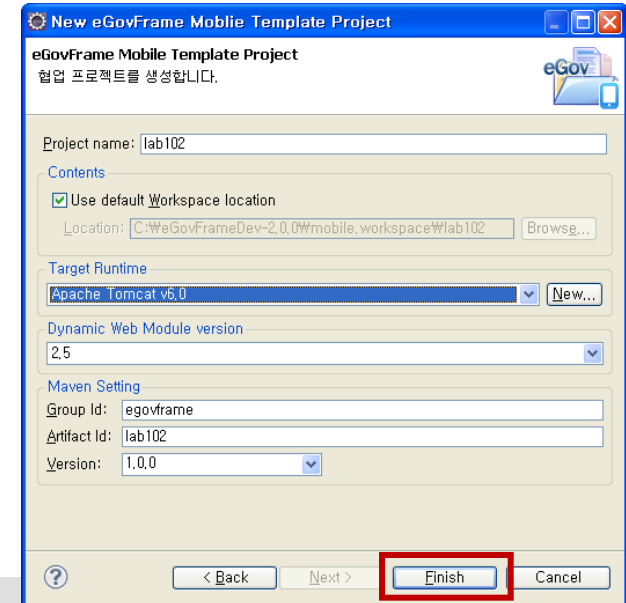 New eGovFrame Moblie Template Project
eGovFrame Mobile Template Project
협업 프로젝트를 생성합니다.
eGov
Project name: lab102
Contents
Use default Workspace location
Location: C:₩eGovFrameDev-2.0.0₩mobile.workspace₩lab102 Browse...
Target Runtime
Apache Tomcat v6.0 New...
Dynamic Web Module version
2.5
Maven Setting
Group Id: egovframe
Artifact Id: lab102
Version: 1.0.0
? < Back Next > Finish Cancel